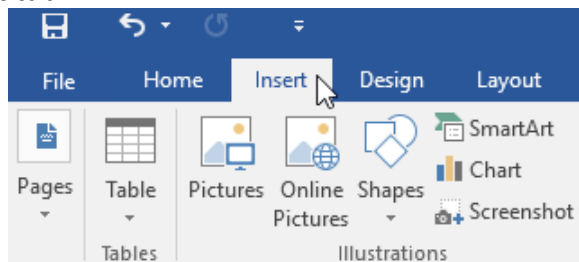 File Home Insert Design Layout
Pages Table Pictures Online Pictures Shapes SmartArt
Chart
Screenshot
Tables Illustrations